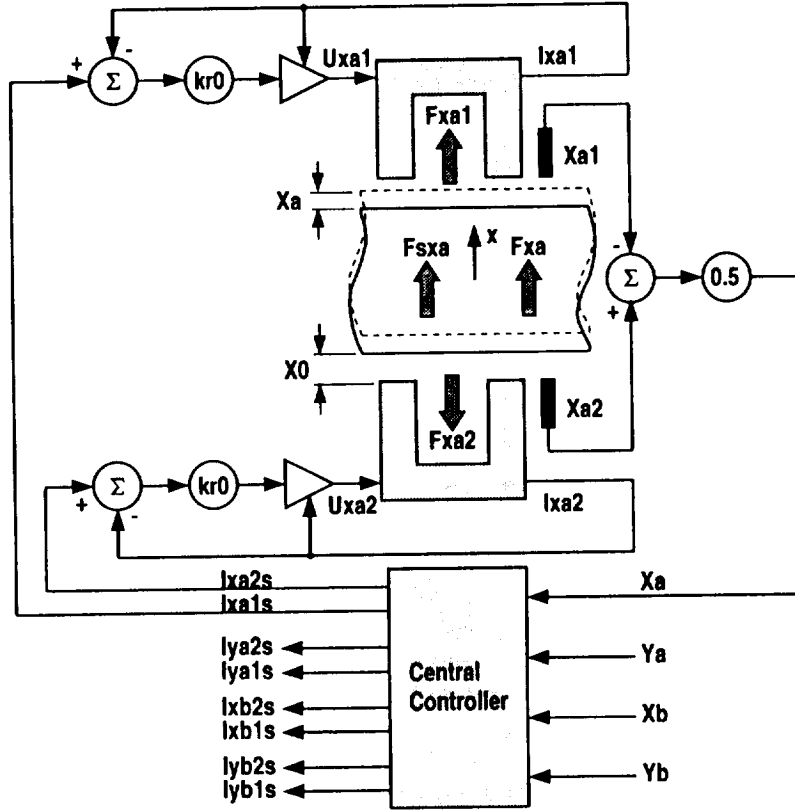 +
-
Σ
kr0
Uxa1
Ixa1
Fxa1
Xa1
Xa
x
Fsxa
Fxa
-
Σ
+
0.5
X0
Xa2
Fxa2
Σ
+
-
kr0
Uxa2
Ixa2
Ixa2s
Ixa1s
Xa
Iya2s
Iya1s
Ya
Central
Controller
Ixb2s
Ixb1s
Xb
Iyb2s
Iyb1s
Yb